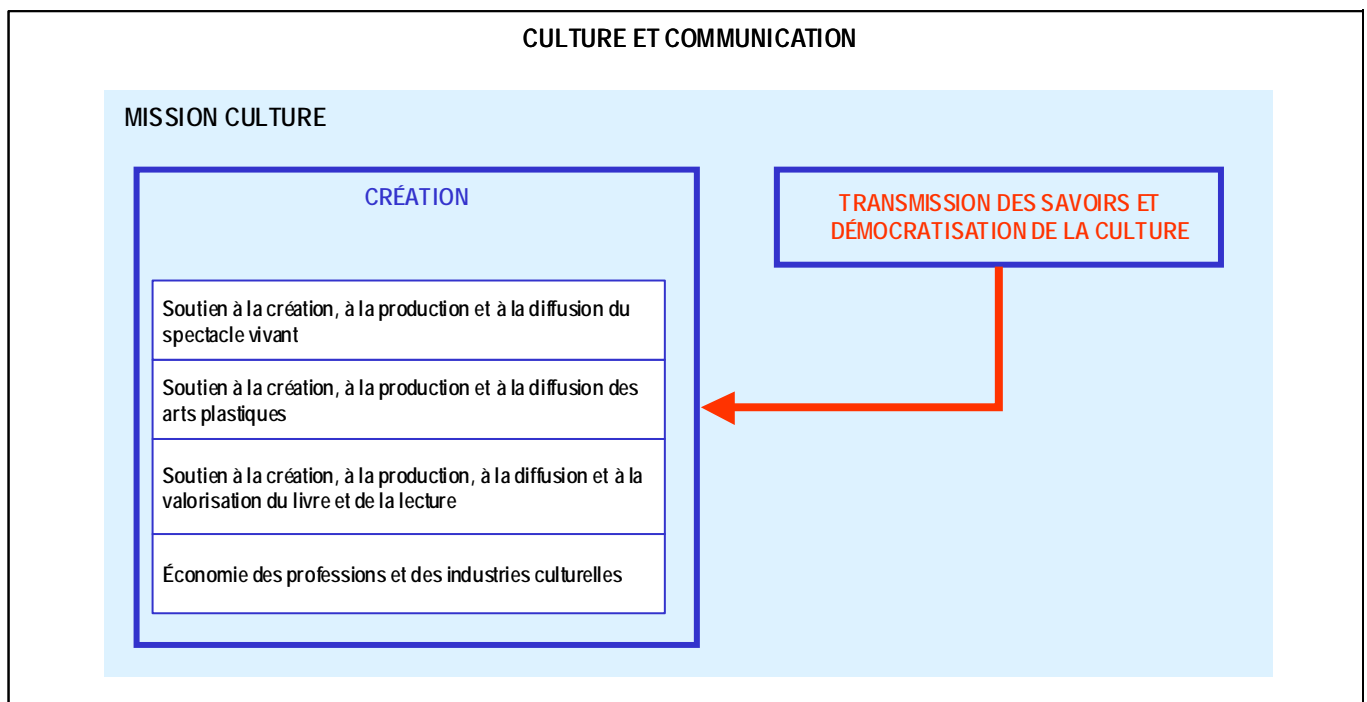 CULTURE ET COMMUNICATION
MISSION CULTURE
CRÉATION
Soutien à la création, à la production et à la diffusion du
spectacle vivant
Soutien à la création, à la production et à la diffusion des
arts plastiques
Soutien à la création, à la production, à la diffusion et à la
valorisation du livre et de la lecture
Économie des professions et des industries culturelles
TRANSMISSION DES SAVOIRS ET
DÉMOCRATISATION DE LA CULTURE